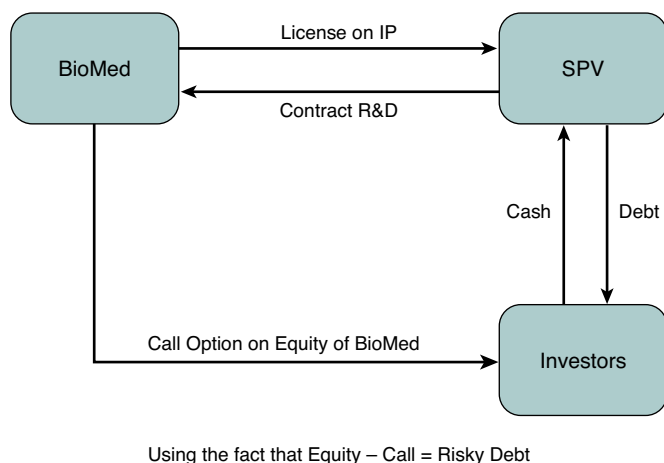 License on IP
BioMed
SPV
Contract R&D
Cash
Debt
Call Option on Equity of BioMed
Investors
Using the fact that Equity – Call = Risky Debt